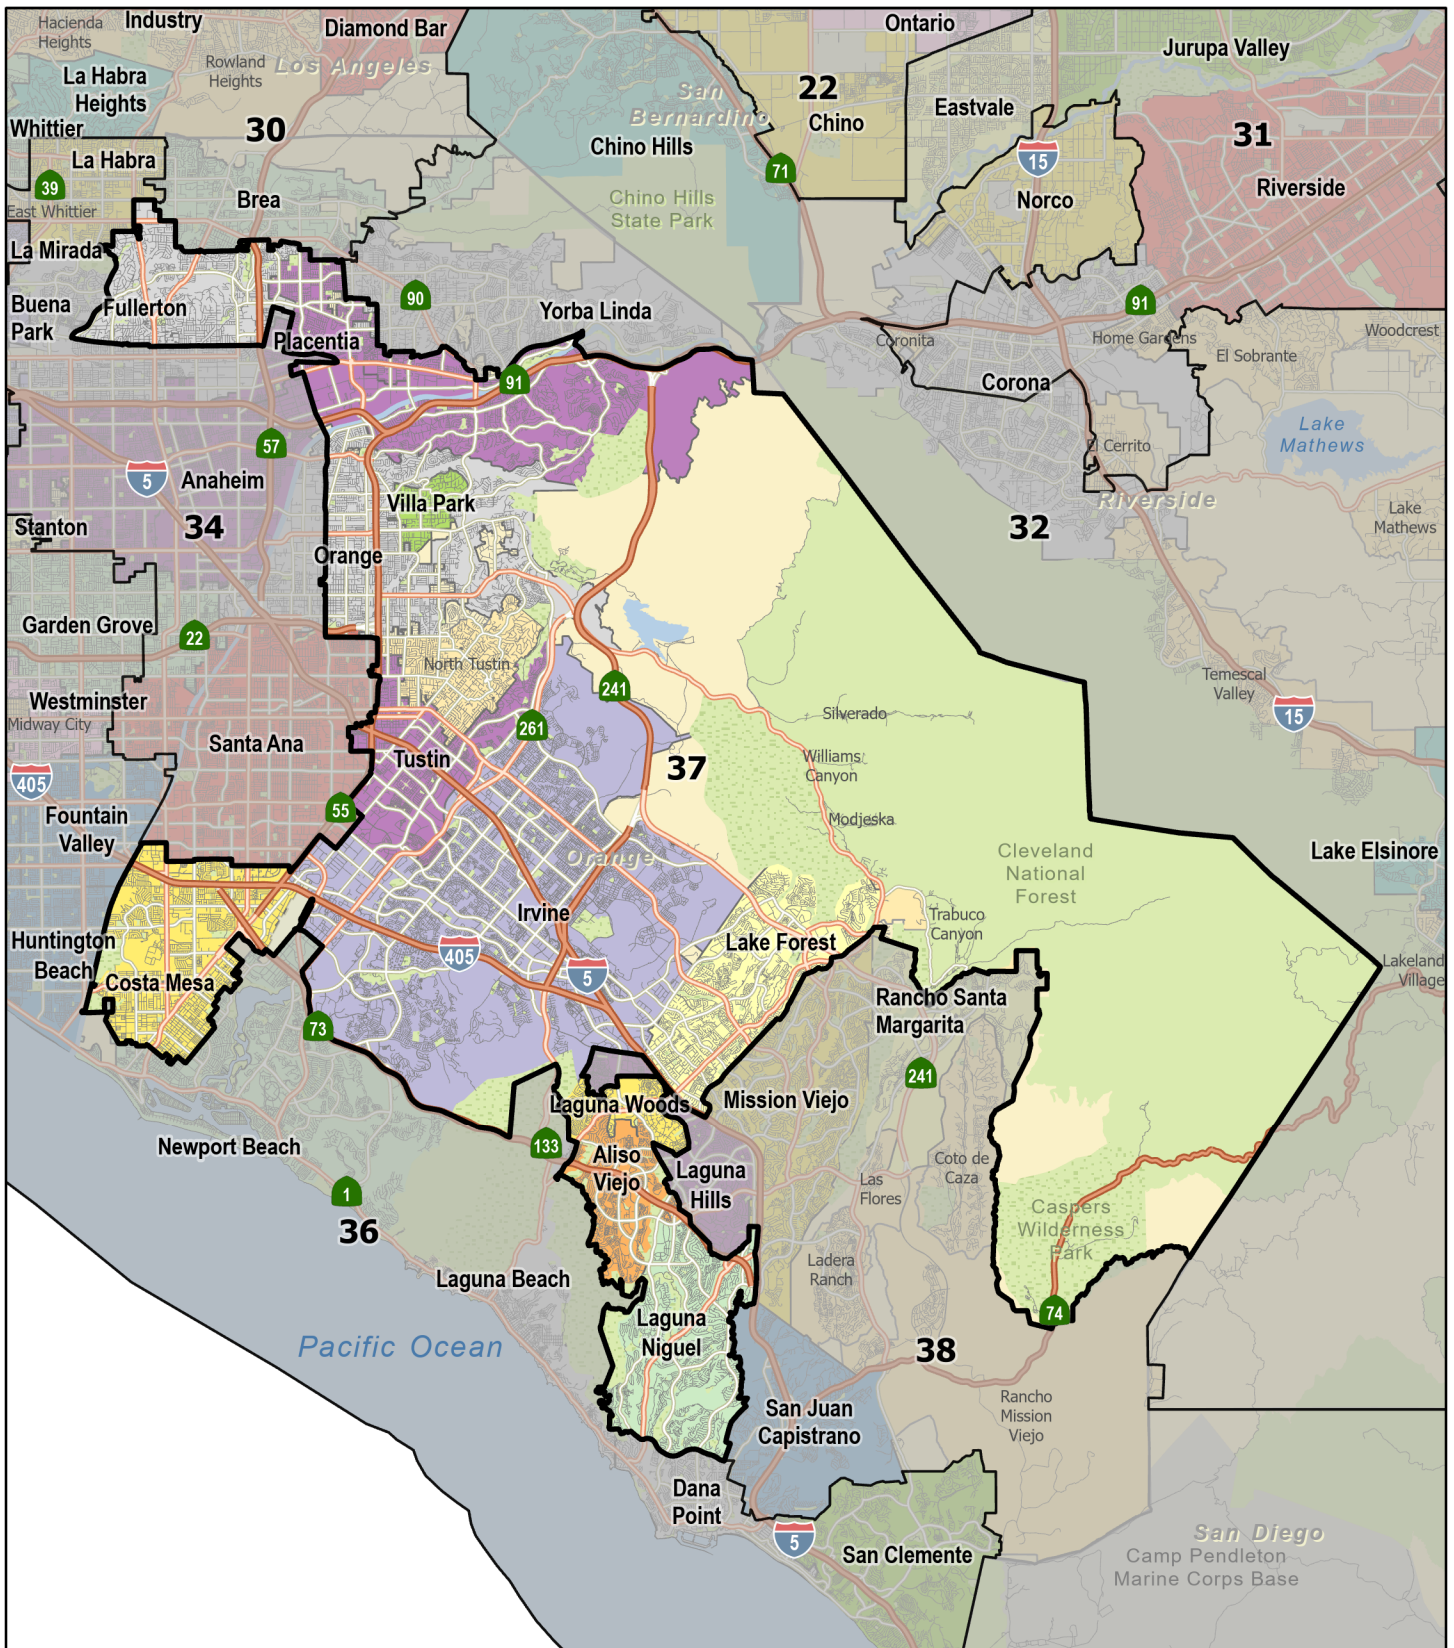 Hacienda
Heights
Industry
Diamond Bar
Ontario
Jurupa Valley
La Habra
Heights
Rowland
Heights
Los Angeles
San
Bernardino
22
Chino
Eastvale
Whittier
30
La Habra
Chino Hills
31
15
71
39
Brea
Chino Hills
State Park
Norco
Riverside
East Whittier
La Mirada
Buena
Park
Fullerton
90
Yorba Linda
91
Placentia
Coronita
Home Gardens
Woodcrest
El Sobrante
91
Corona
57
Lake
Mathews
El Cerrito
5
Anaheim
Villa Park
Riverside
Stanton
34
32
Lake
Mathews
Orange
Garden Grove
22
North Tustin
241
Temescal
Valley
Westminster
Midway City
Silverado
15
261
Santa Ana
Tustin
37
Williams
Canyon
405
55
Fountain
Valley
Modjeska
Orange
Cleveland
National
Forest
Lake Elsinore
Irvine
Trabuco
Canyon
Huntington
Beach
405
Lake Forest
Lakeland
Village
Costa Mesa
5
Rancho Santa
Margarita
73
241
Laguna Woods
Mission Viejo
Newport Beach
133
Aliso
Viejo
Laguna
Hills
Coto de
Caza
Las
Flores
1
36
Caspers
Wilderness
Park
Laguna Beach
Ladera
Ranch
74
Pacific Ocean
Laguna
Niguel
38
San Juan
Capistrano
Rancho
Mission
Viejo
Dana
Point
5
San Clemente
San Diego
Camp Pendleton
Marine Corps Base